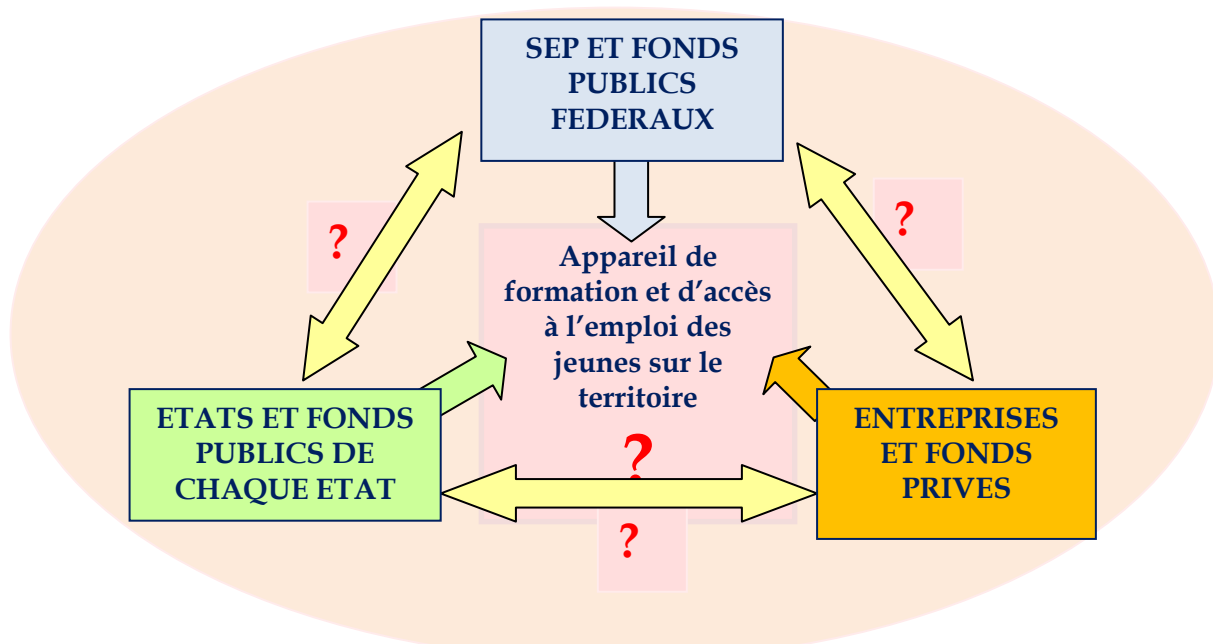 SEP ET FONDS
PUBLICS
FEDERAUX
?
?
Appareil de
formation et d’accès
à l’emploi des
jeunes sur le
territoire
?
ETATS ET FONDS
PUBLICS DE
CHAQUE ETAT
ENTREPRISES
ET FONDS
PRIVES
?